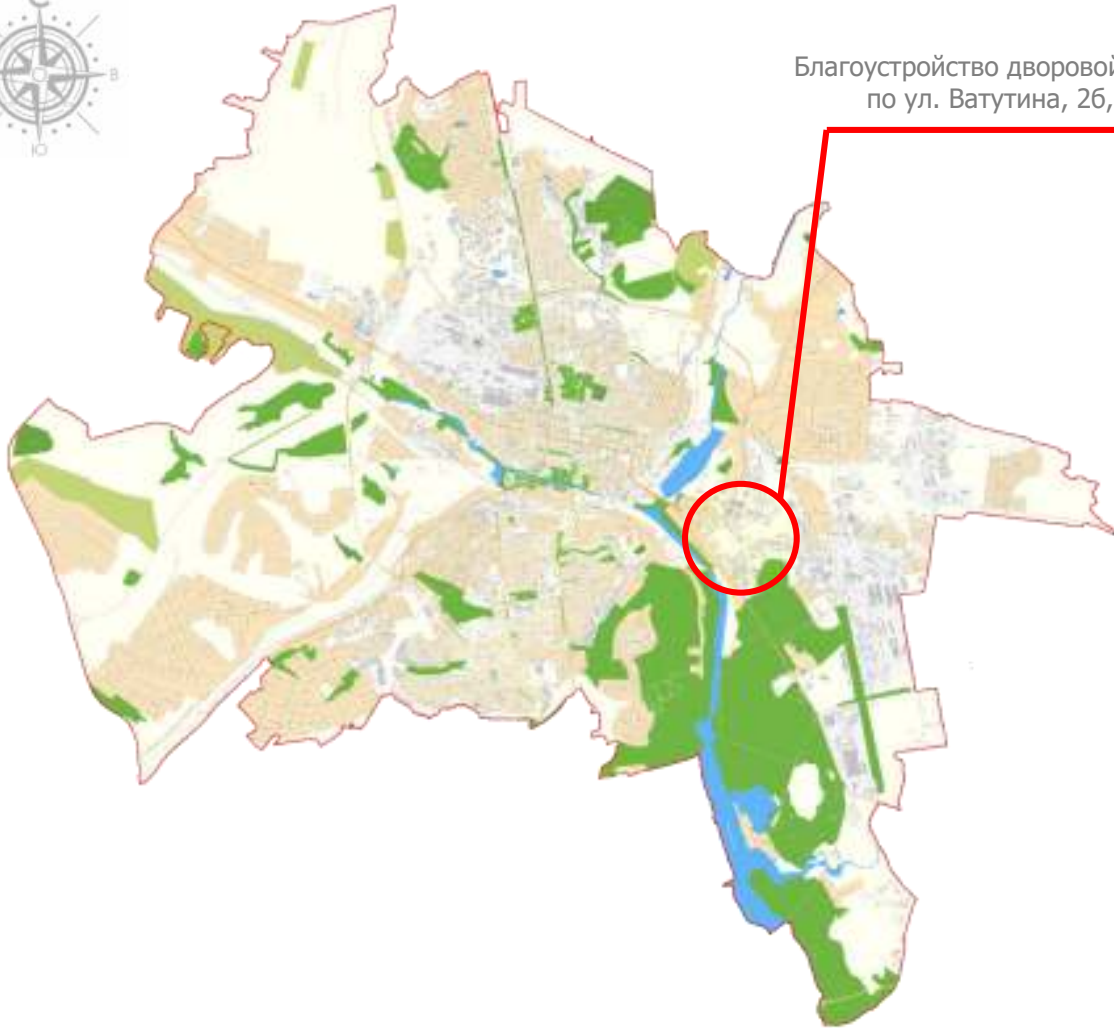 С
В
Ю
Благоустройство дворовой
по ул. Ватутина, 2б,